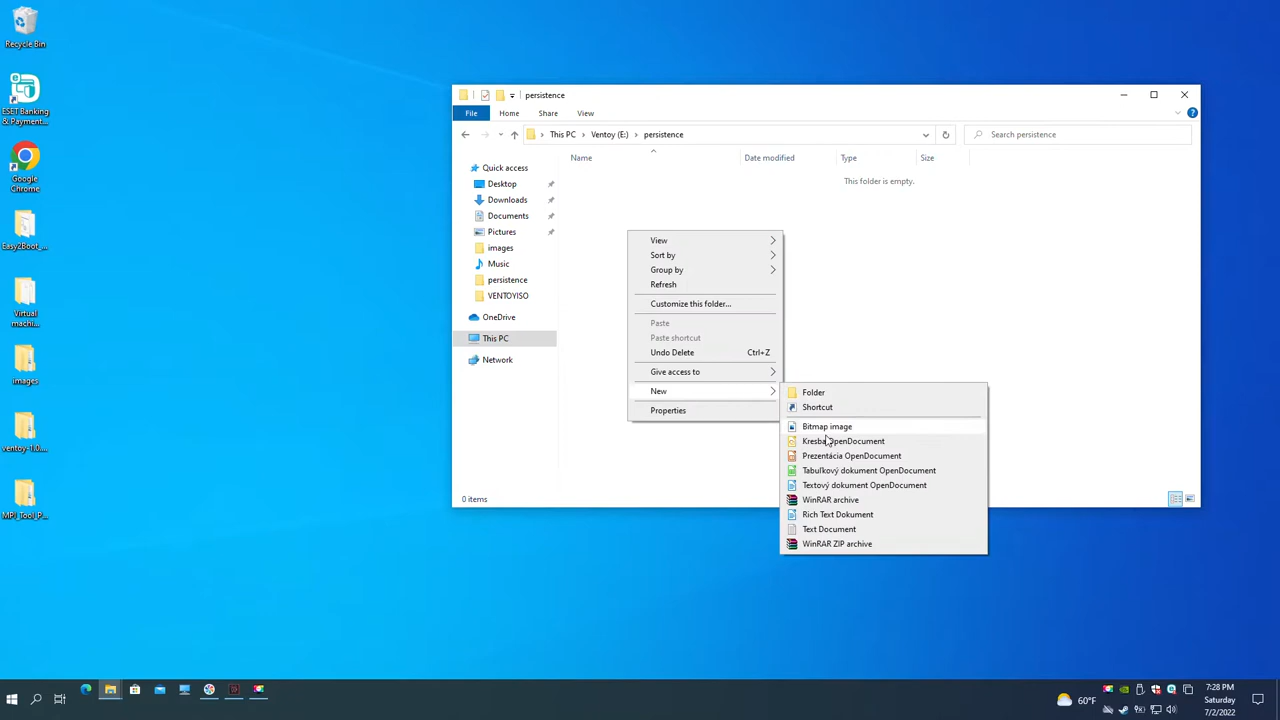 Recycle Bin
ESET Banking
& Payment...
Google
Chrome
Easy2Boot_...
Virtual
machi...
images
ventoy-1.0....
MPI_Tool_P...
persistence
File
Home
Share
View
This PC
Ventoy (E:)
persistence
Search persistence
Name
Date modified
Type
Size
This folder is empty.
Quick access
Desktop
Downloads
Documents
Pictures
images
Music
persistence
VENTOYISO
OneDrive
This PC
Network
0 items
View
Sort by
Group by
Refresh
Customize this folder...
Paste
Paste shortcut
Undo Delete Ctrl+Z
Give access to
New
Properties
Folder
Shortcut
Bitmap image
Kresba OpenDocument
Prezentácia OpenDocument
Tabuľkový dokument OpenDocument
Textový dokument OpenDocument
WinRAR archive
Rich Text Dokument
Text Document
WinRAR ZIP archive
60°F
7:28 PM
Saturday
7/2/2022